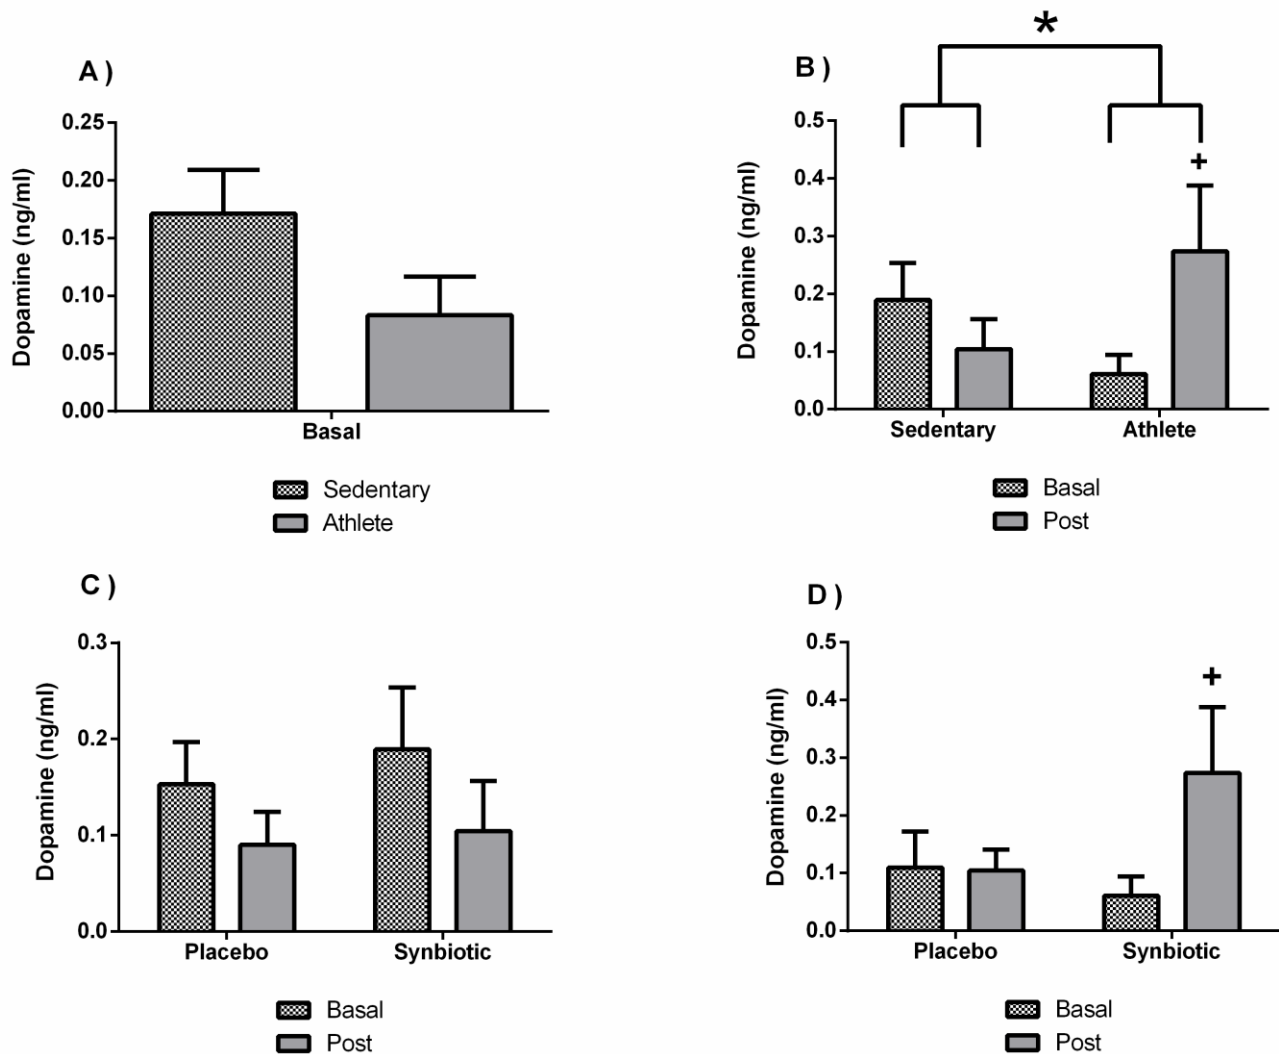 A )
Dopamine (ng/ml)
0.25
0.20
0.15
0.10
0.05
0.00
Basal
Sedentary
Athlete
B )
*
+
Dopamine (ng/ml)
0.5
0.4
0.3
0.2
0.1
0.0
Sedentary Athlete
Basal
Post
C )
Dopamine (ng/ml)
0.3
0.2
0.1
0.0
Placebo Synbiotic
Basal
Post
D )
+
Dopamine (ng/ml)
0.5
0.4
0.3
0.2
0.1
0.0
Placebo Synbiotic
Basal
Post